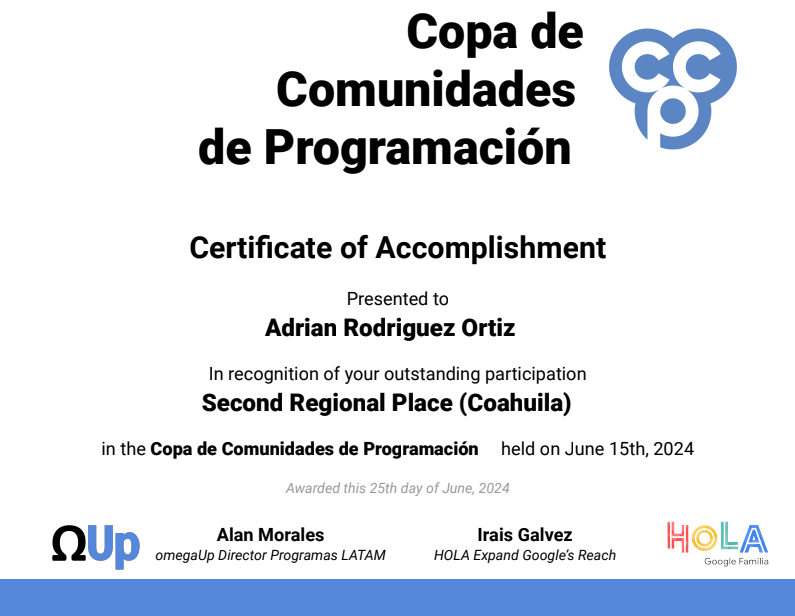 Copa de
Comunidades
de Programación
CCP
Certificate of Accomplishment
Presented to
Adrian Rodriguez Ortiz
In recognition of your outstanding participation
Second Regional Place (Coahuila)
in the Copa de Comunidades de Programación held on June 15th, 2024
Awarded this 25th day of June, 2024
ΩUp
Alan Morales
omegaUp Director Programas LATAM
Irais Galvez
HOLA Expand Google's Reach
HOLA
Google Familia